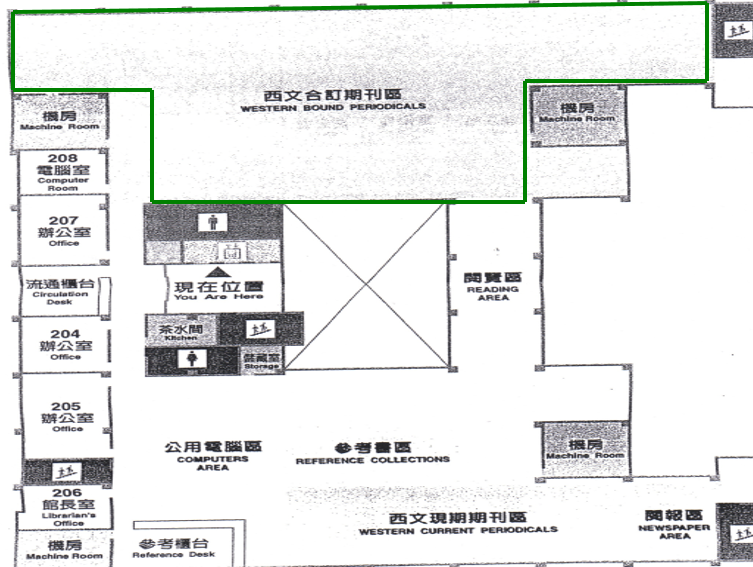 西文合訂期刊區
WESTERN BOUND PERIODICALS
機房
Machine Room
機房
Machine Room
208
電腦室
Computer
Room
207
辦公室
Office
流通櫃台
Circulation
Desk
204
辦公室
Office
205
辦公室
Office
206
館長室
Librarian's
Office
機房
Machine Room
現在位置
You Are Here
茶水間
Kitchen
儲藏室
Storage
閱覽區
READING
AREA
公用電腦區
COMPUTERS
AREA
參考書區
REFERENCE COLLECTIONS
機房
Machine Room
西文現期期刊區
WESTERN CURRENT PERIODICALS
閱報區
NEWSPAPER
AREA
參考櫃台
Reference Desk